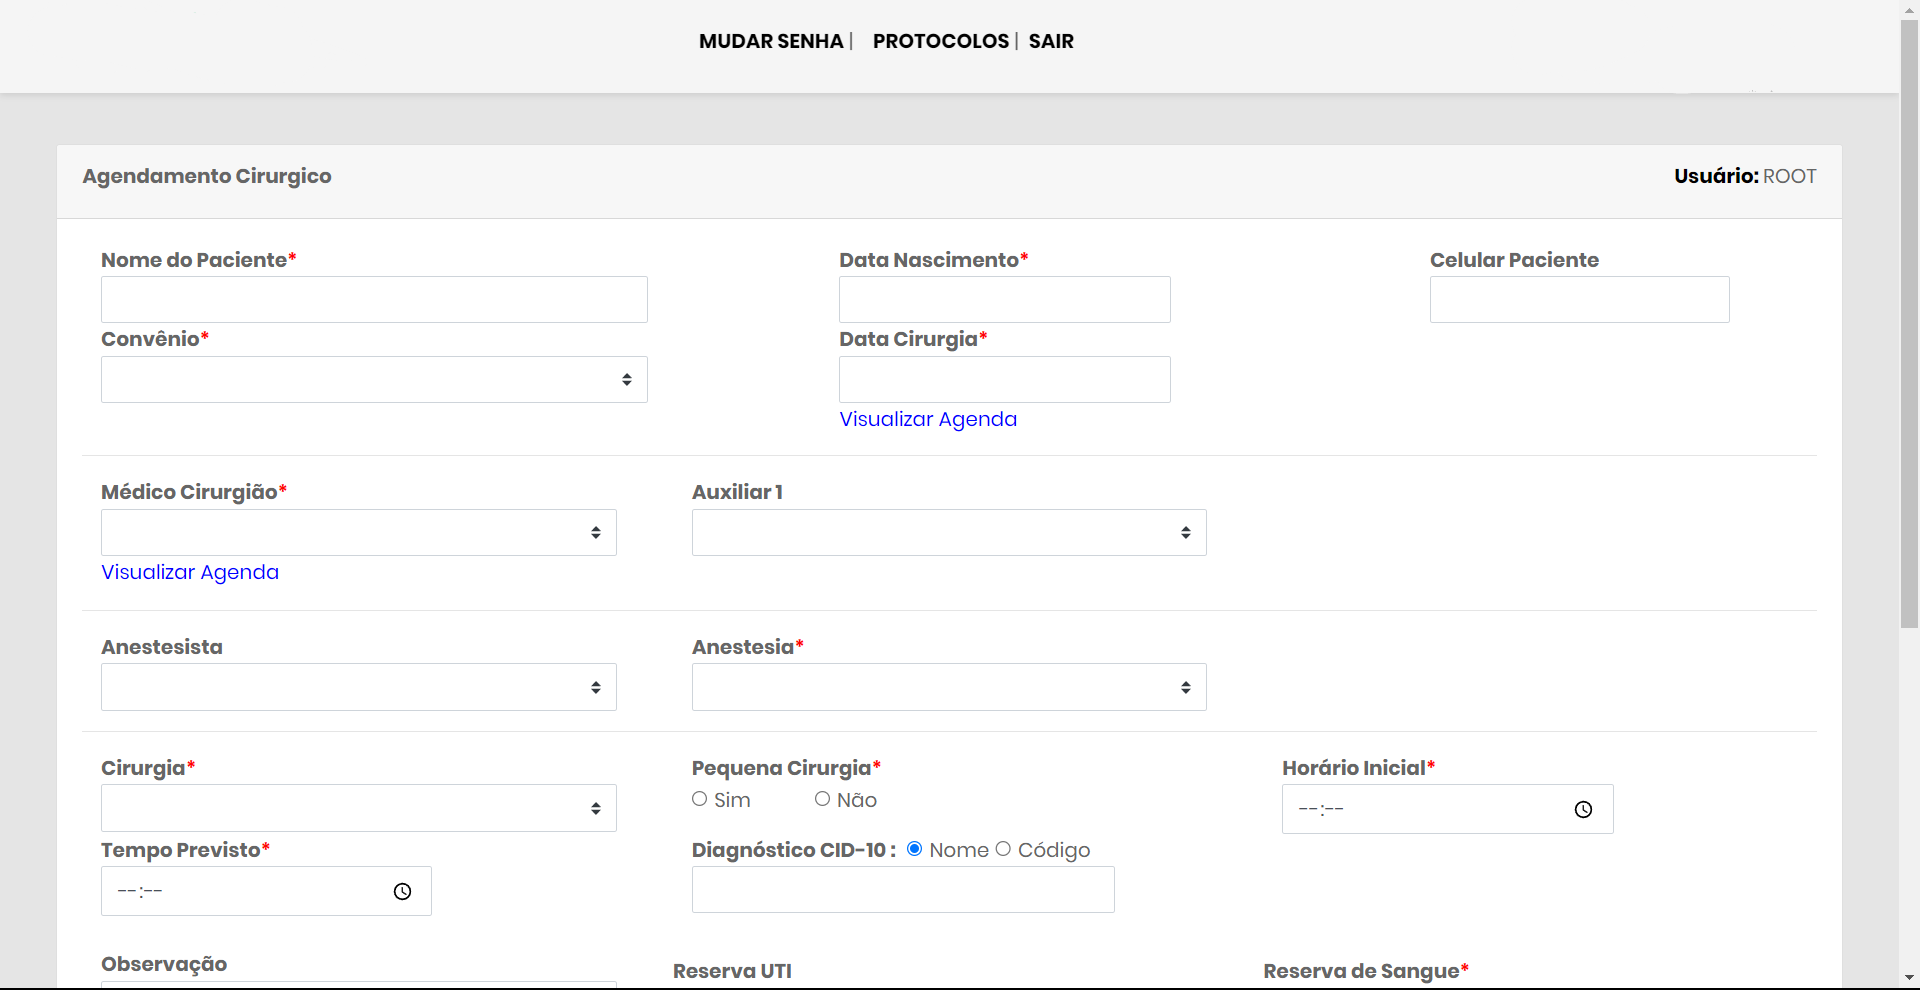 MUDAR SENHA | PROTOCOLOS | SAIR
Agendamento Cirurgico
Usuário: ROOT
Nome do Paciente* Data Nascimento* Celular Paciente
Convênio* Data Cirurgia*
Visualizar Agenda
Médico Cirurgião* Auxiliar 1
Visualizar Agenda
Anestesista Anestesia*
Cirurgia* Pequena Cirurgia* Horário Inicial*
Sim Não
--:--
Tempo Previsto* Diagnóstico CID-10 : Nome Código
--:--
Observação Reserva UTI Reserva de Sangue*